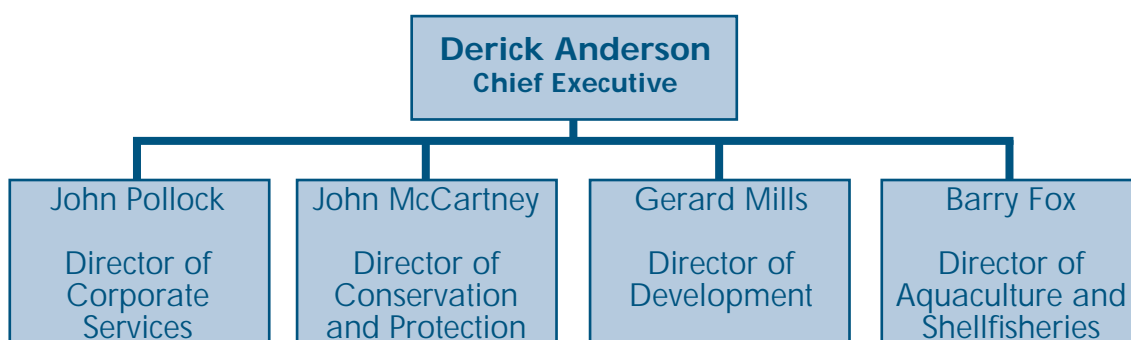 Derick Anderson
Chief Executive
John Pollock
Director of
Corporate
Services
John McCartney
Director of
Conservation
and Protection
Gerard Mills
Director of
Development
Barry Fox
Director of
Aquaculture and
Shellfisheries